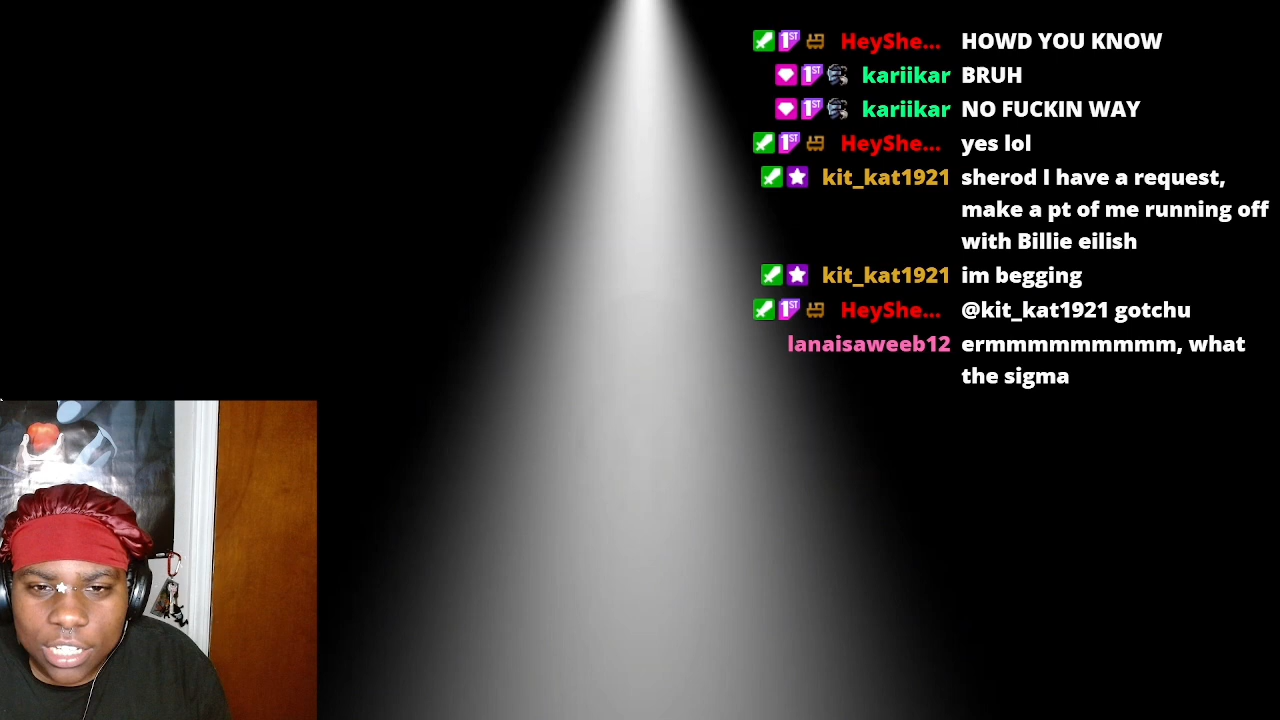 HeyShe... HOWD YOU KNOW
kariikar BRUH
kariikar NO FUCKIN WAY
HeyShe... yes lol
kit_kat1921 sherod I have a request,
make a pt of me running off
with Billie eilish
kit_kat1921 im begging
HeyShe... @kit_kat1921 gotchu
lanaisaweeb12 ermmmmmmmmm, what
the sigma